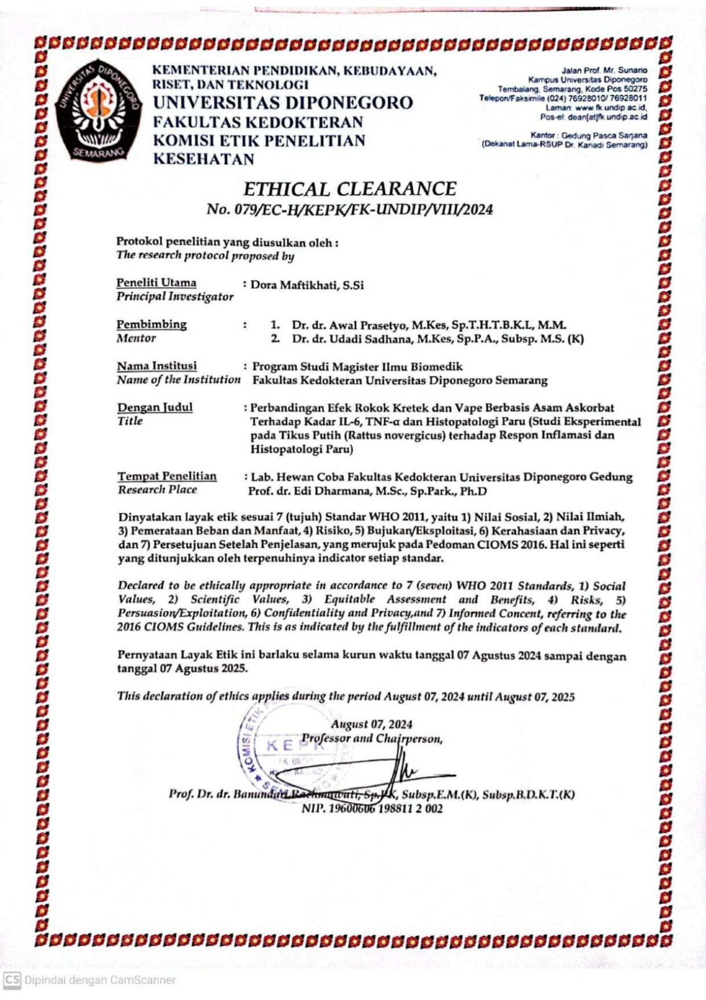 UNIVERSITAS DIPONEGORO
SEMARANG
KEMENTERIAN PENDIDIKAN, KEBUDAYAAN,
RISET, DAN TEKNOLOGI
UNIVERSITAS DIPONEGORO
FAKULTAS KEDOKTERAN
KOMISI ETIK PENELITIAN
KESEHATAN
Jalan Prof. Mr. Sunario
Kampus Universitas Diponegoro
Tembalang, Semarang, Kode Pos 50275
Telepon/Faksimile (024) 76928010/ 76928011
Laman: www.fk.undip.ac.id,
Pos-el: dean[at]fk.undip.ac.id
Kantor : Gedung Pasca Sarjana
(Dekanat Lama-RSUP Dr. Kariadi Semarang)
ETHICAL CLEARANCE
No. 079/EC-H/KEPK/FK-UNDIP/VIII/2024
Protokol penelitian yang diusulkan oleh :
The research protocol proposed by
Peneliti Utama : Dora Maftikhati, S.Si
Principal Investigator
Pembimbing : 1. Dr. dr. Awal Prasetyo, M.Kes, Sp.T.H.T.B.K.L, M.M.
Mentor 2. Dr. dr. Udadi Sadhana, M.Kes, Sp.P.A., Subsp. M.S. (K)
Nama Institusi : Program Studi Magister Ilmu Biomedik
Name of the Institution Fakultas Kedokteran Universitas Diponegoro Semarang
Dengan Judul : Perbandingan Efek Rokok Kretek dan Vape Berbasis Asam Askorbat
Title Terhadap Kadar IL-6, TNF-α dan Histopatologi Paru (Studi Eksperimental
pada Tikus Putih (Rattus novergicus) terhadap Respon Inflamasi dan
Histopatologi Paru)
Tempat Penelitian : Lab. Hewan Coba Fakultas Kedokteran Universitas Diponegoro Gedung
Research Place Prof. dr. Edi Dharmana, M.Sc., Sp.Park., Ph.D
Dinyatakan layak etik sesuai 7 (tujuh) Standar WHO 2011, yaitu 1) Nilai Sosial, 2) Nilai Ilmiah,
3) Pemerataan Beban dan Manfaat, 4) Risiko, 5) Bujukan/Eksploitasi, 6) Kerahasiaan dan Privacy,
dan 7) Persetujuan Setelah Penjelasan, yang merujuk pada Pedoman CIOMS 2016. Hal ini seperti
yang ditunjukkan oleh terpenuhinya indicator setiap standar.
Declared to be ethically appropriate in accordance to 7 (seven) WHO 2011 Standards, 1) Social
Values, 2) Scientific Values, 3) Equitable Assessment and Benefits, 4) Risks, 5)
Persuasion/Exploitation, 6) Confidentiality and Privacy,and 7) Informed Concent, referring to the
2016 CIOMS Guidelines. This is as indicated by the fulfillment of the indicators of each standard.
Pernyataan Layak Etik ini barlaku selama kurun waktu tanggal 07 Agustus 2024 sampai dengan
tanggal 07 Agustus 2025.
This declaration of ethics applies during the period August 07, 2024 until August 07, 2025
August 07, 2024
Professor and Chairperson,
KOMISI ETIK
KEPK
Prof. Dr. dr. Banundari Rachmawati, Sp.PK, Subsp.E.M.(K), Subsp.B.D.K.T.(K)
NIP. 19600606 198811 2 002
CS Dipindai dengan CamScanner